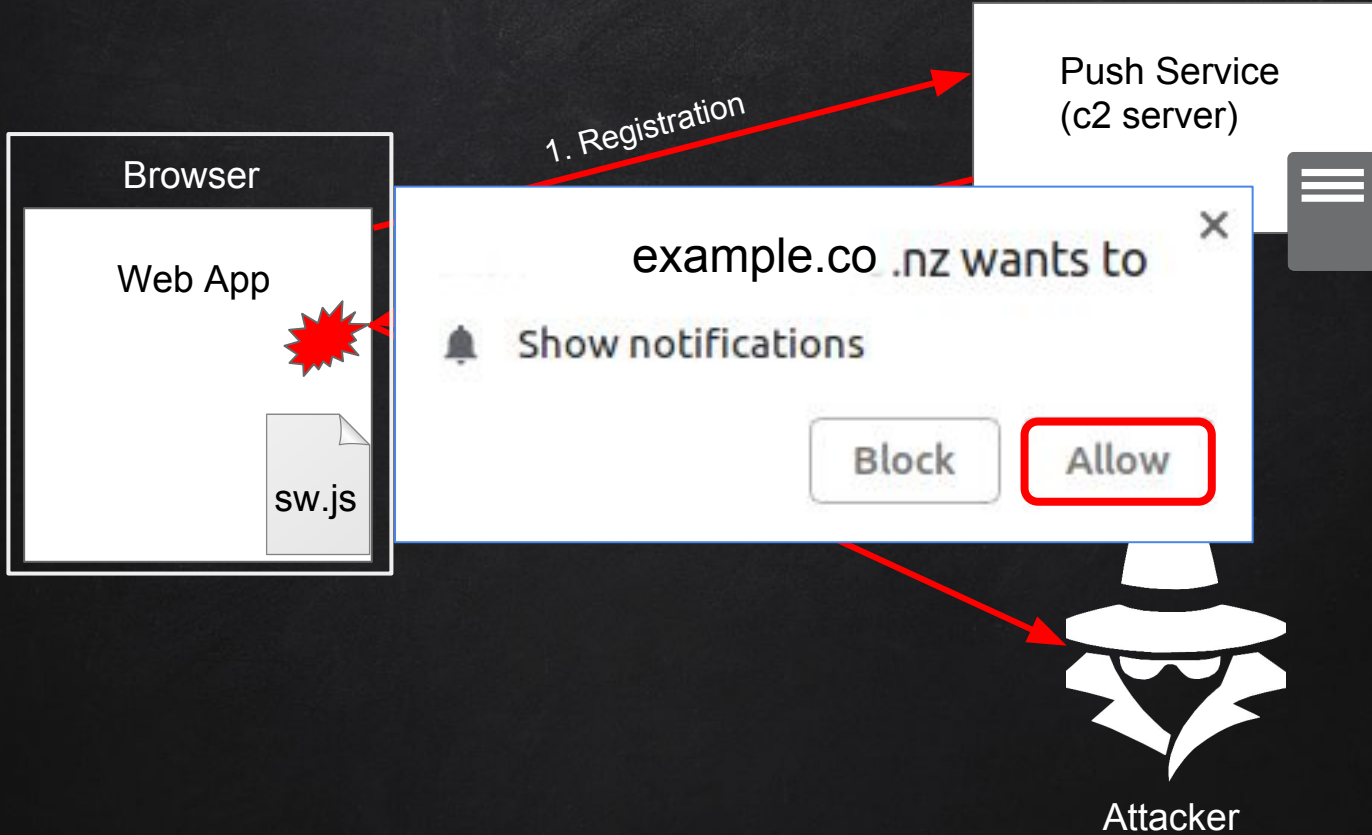 Push Service
(c2 server)
1. Registration
Browser
Web App
sw.js
example.co .nz wants to
×
Show notifications
Block
Allow
Attacker